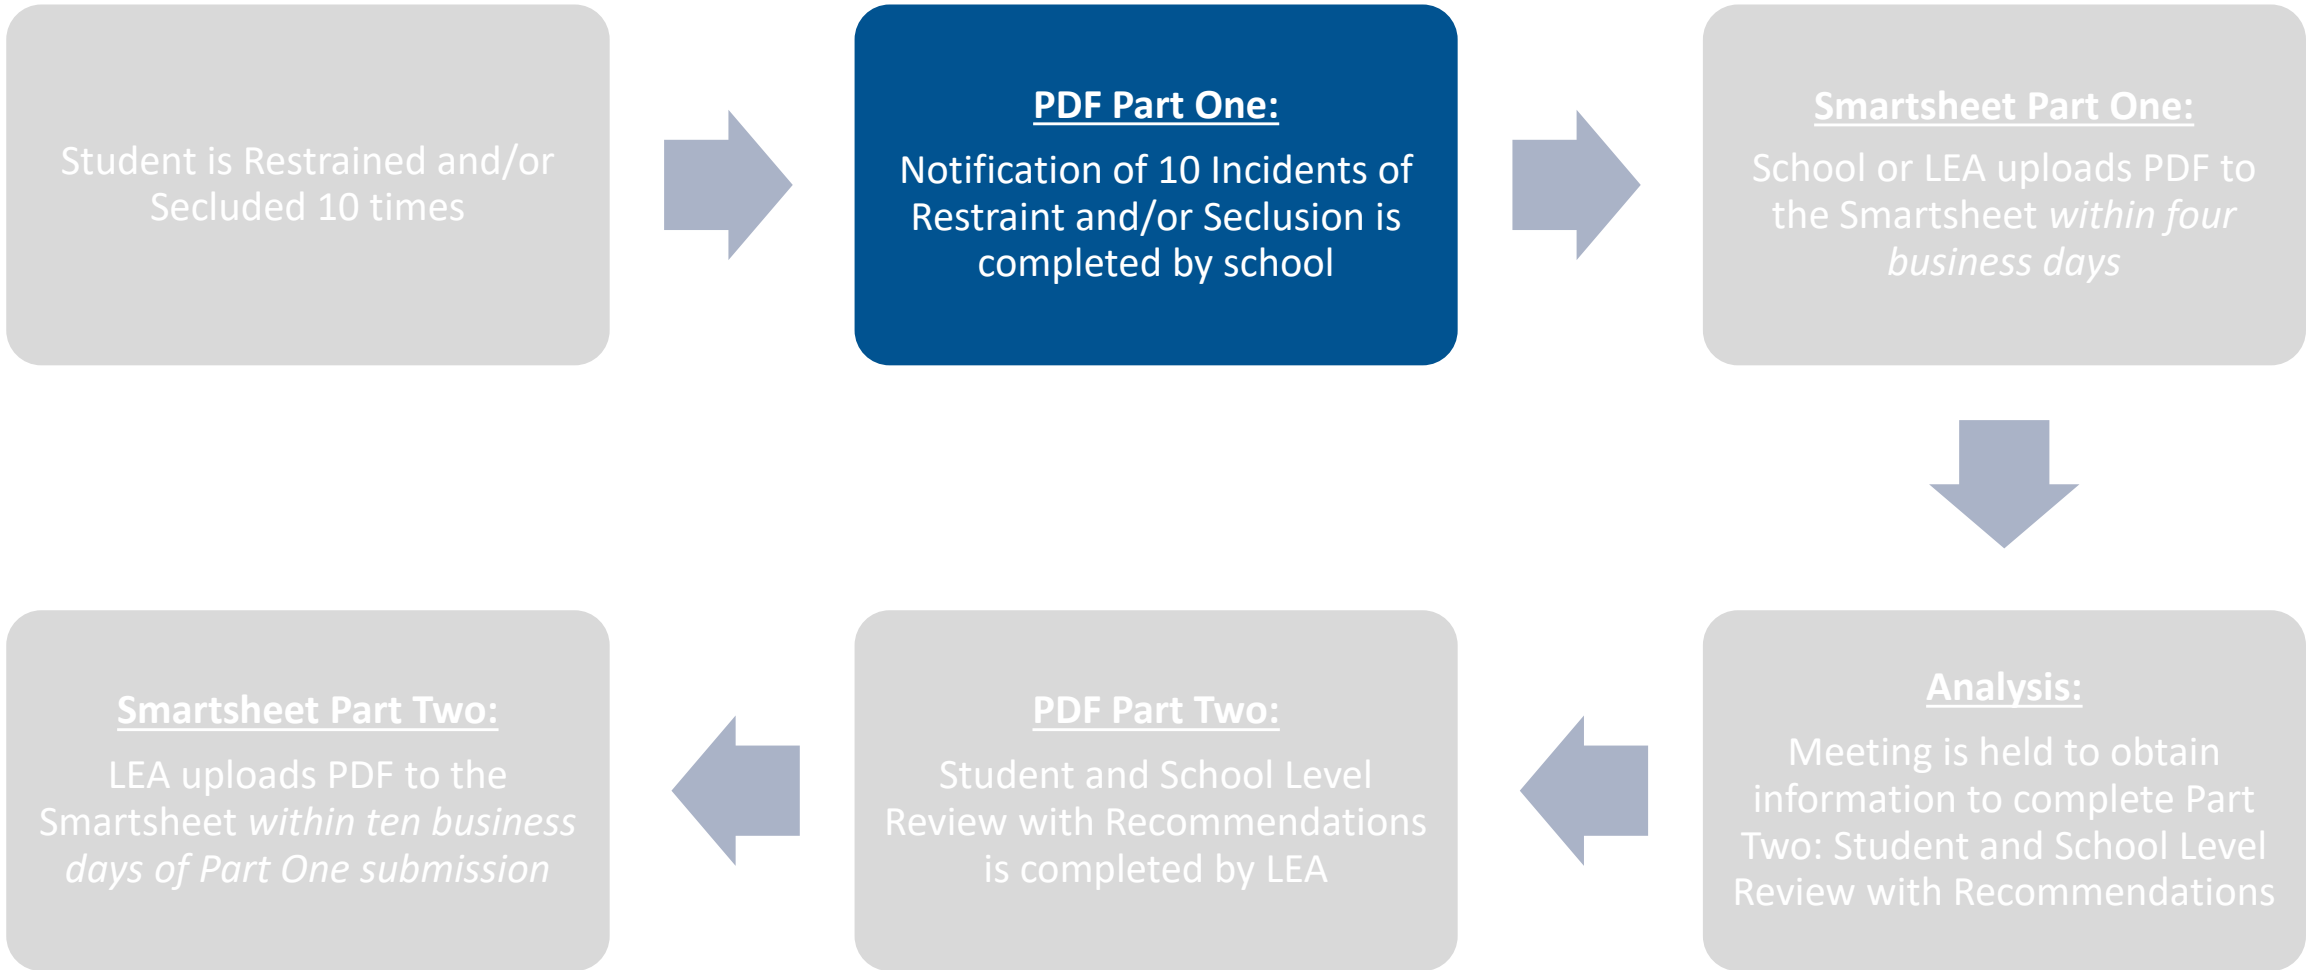 Student is Restrained and/or
Secluded 10 times
PDF Part One:
Notification of 10 Incidents of
Restraint and/or Seclusion is
completed by school
Smartsheet Part One:
School or LEA uploads PDF to
the Smartsheet within four
business days
Analysis:
Meeting is held to obtain
information to complete Part
Two: Student and School Level
Review with Recommendations
PDF Part Two:
Student and School Level
Review with Recommendations
is completed by LEA
Smartsheet Part Two:
LEA uploads PDF to the
Smartsheet within ten business
days of Part One submission